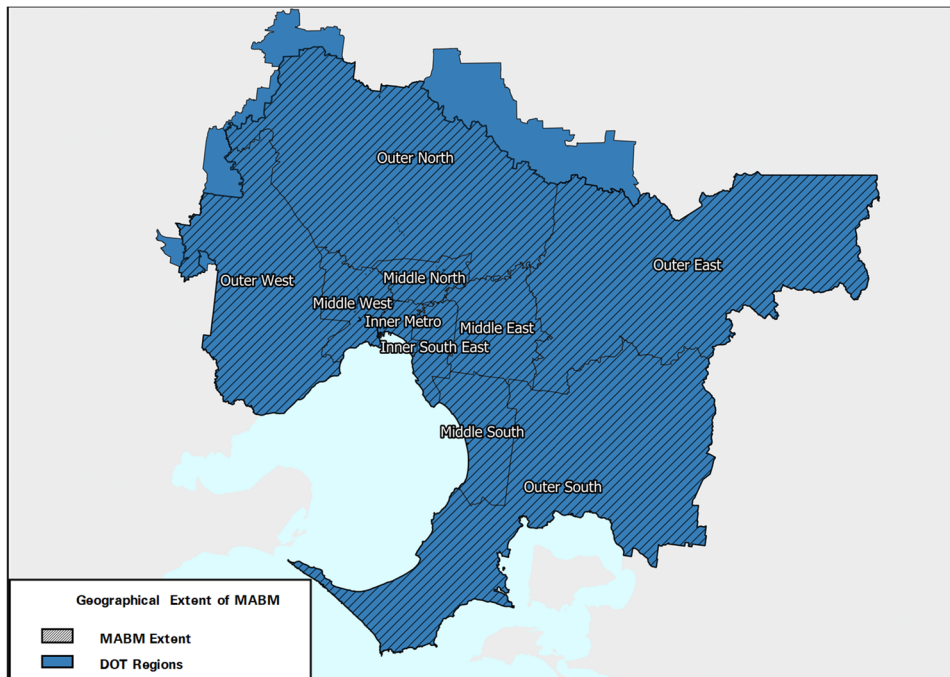 Outer North
Outer East
Outer West
Middle North
Middle West
Inner Metro
Middle East
Inner South East
Middle South
Outer South
Geographical Extent of MABM
MABM Extent
DOT Regions